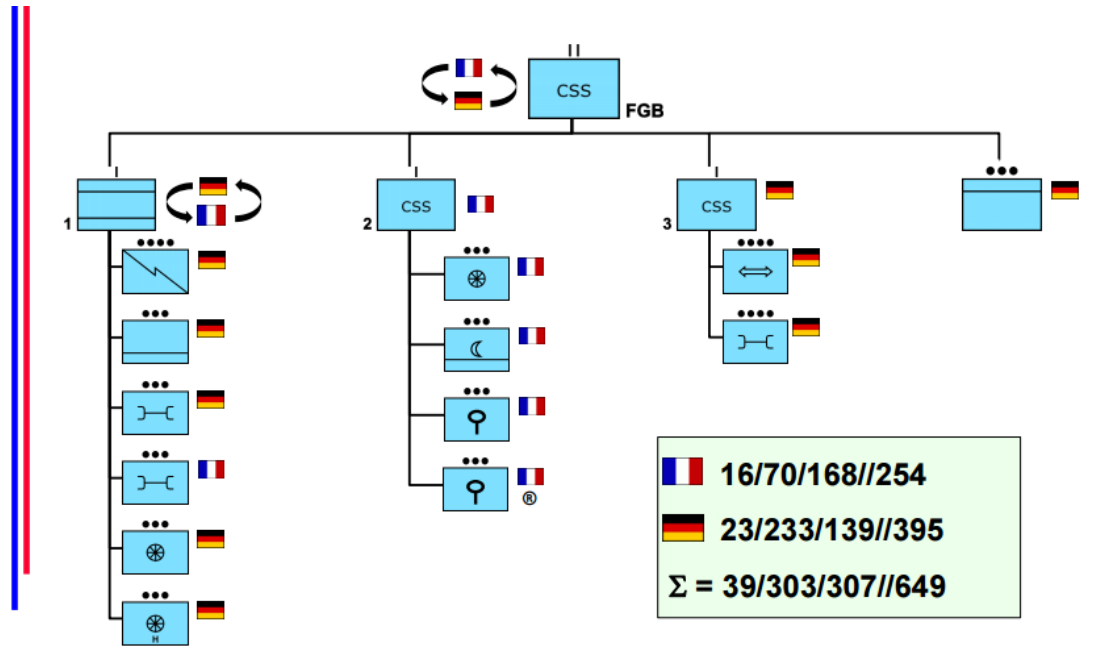 II
CSS
FGB
I
I
I
1
2
CSS
3
CSS
H
®
16/70/168//254
23/233/139//395
Σ = 39/303/307//649